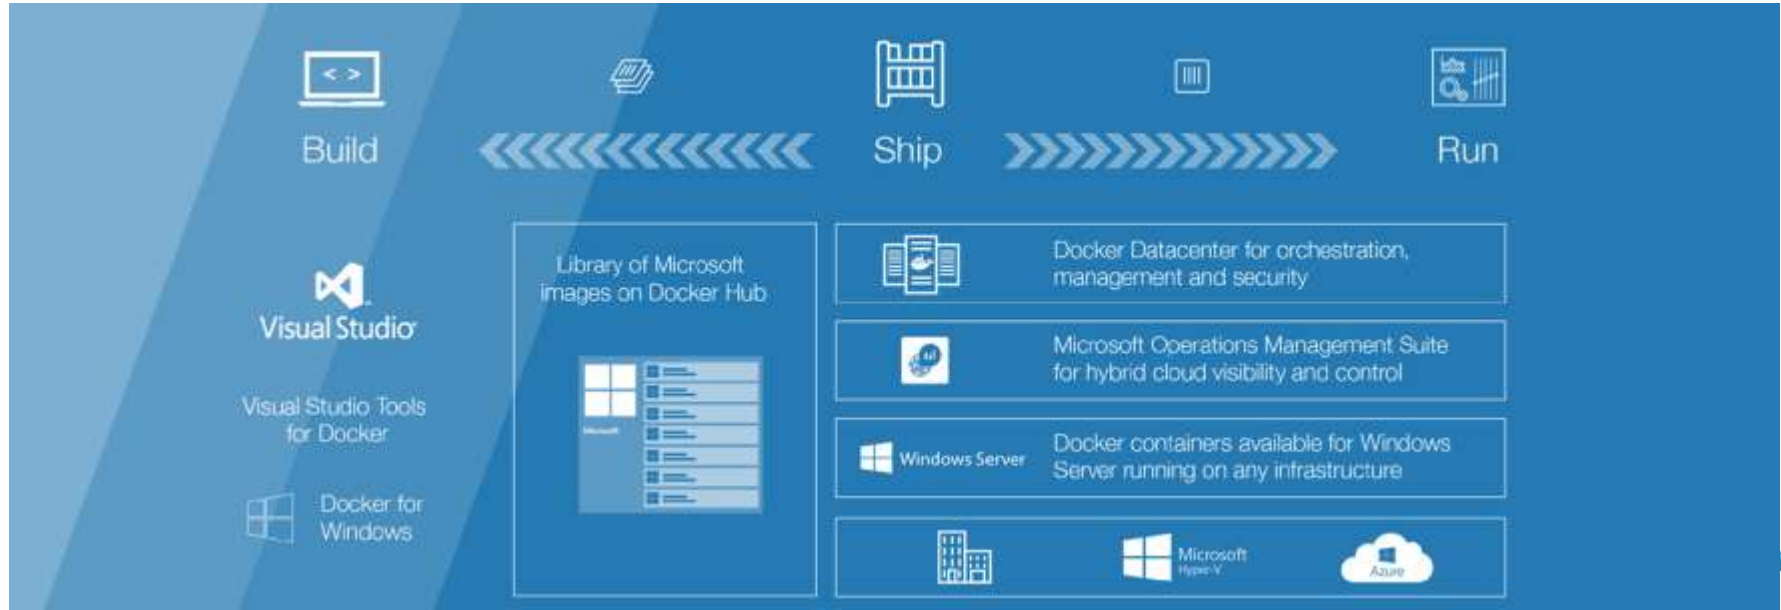 < >
Build
Ship
Run
Visual Studio
Visual Studio Tools
for Docker
Docker for
Windows
Library of Microsoft
images on Docker Hub
Microsoft
Docker Datacenter for orchestration,
management and security
Microsoft Operations Management Suite
for hybrid cloud visibility and control
Windows Server
Docker containers available for Windows
Server running on any infrastructure
Microsoft
Hyper-V
Azure